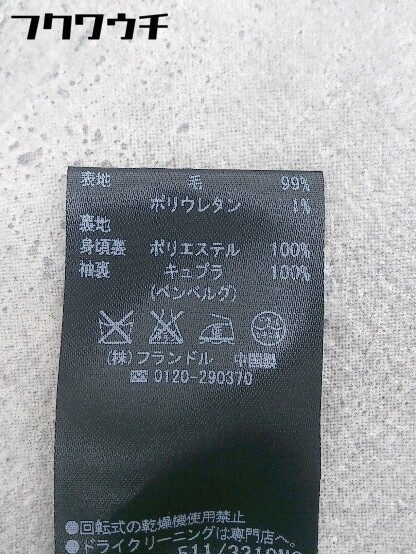 フクワウチ
表地 毛 99%
ポリウレタン 1%
裏地
身頃裏 ポリエステル 100%
袖裏 キュプラ 100%
(ベンベルグ)
(株)フランドル 中国製
☎ 0120-290370
●回転式の乾燥機使用禁止
●ドライクリーニングは専門店へ。